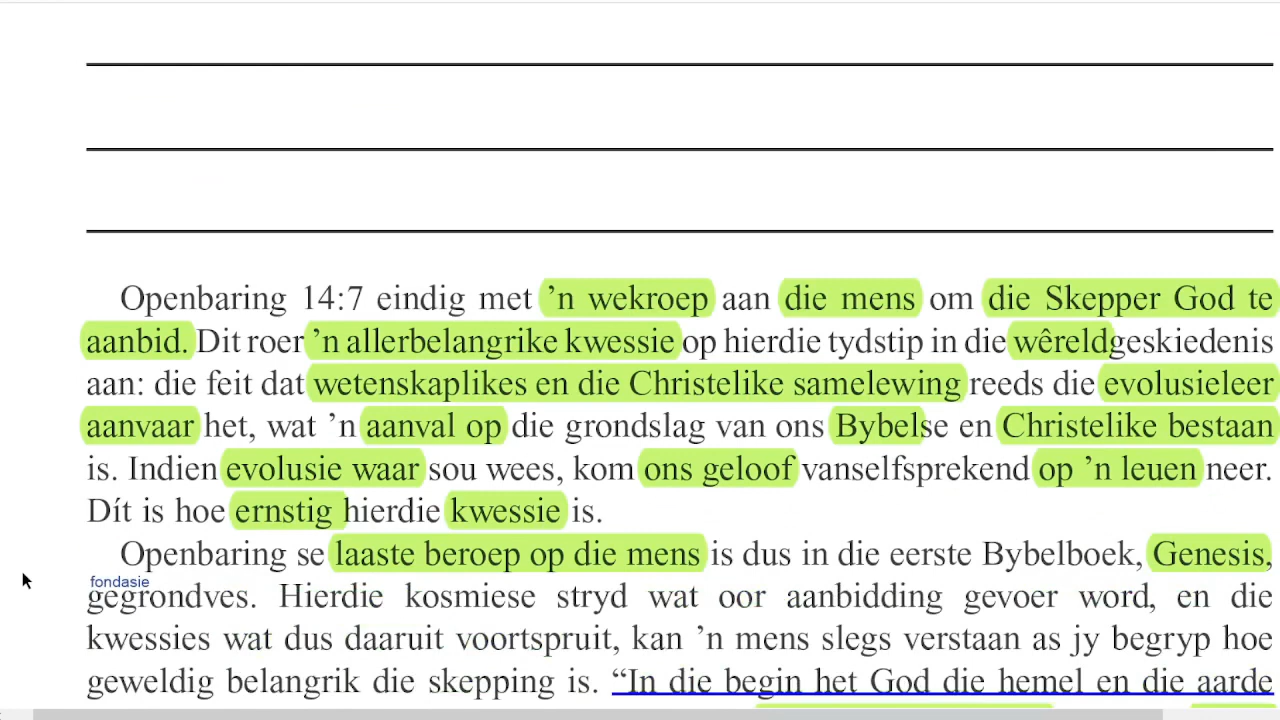 Openbaring 14:7 eindig met ’n wekroep aan die mens om die Skepper God te
aanbid. Dit roer ’n allerbelangrike kwessie op hierdie tydstip in die wêreldgeskiedenis
aan: die feit dat wetenskaplikes en die Christelike samelewing reeds die evolusieleer
aanvaar het, wat ’n aanval op die grondslag van ons Bybelse en Christelike bestaan
is. Indien evolusie waar sou wees, kom ons geloof vanselfsprekend op ’n leuen neer.
Dít is hoe ernstig hierdie kwessie is.
Openbaring se laaste beroep op die mens is dus in die eerste Bybelboek, Genesis,
fondasie
gegrondves. Hierdie kosmiese stryd wat oor aanbidding gevoer word, en die
kwessies wat dus daaruit voortspruit, kan ’n mens slegs verstaan as jy begryp hoe
geweldig belangrik die skepping is. “In die begin het God die hemel en die aarde